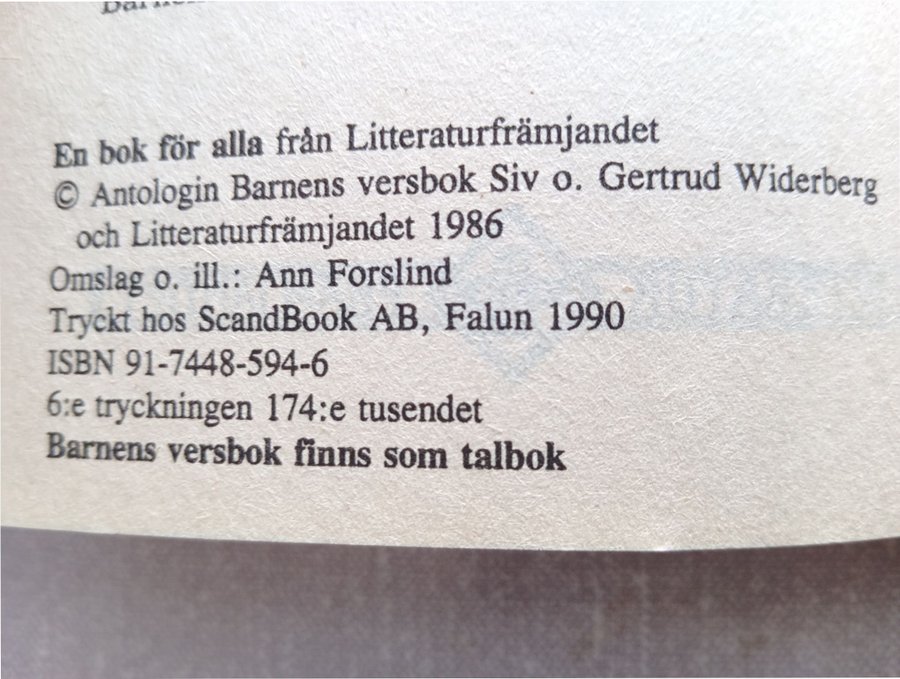 En bok för alla från Litteraturfrämjandet
© Antologin Barnens versbok Siv o. Gertrud Widerberg
och Litteraturfrämjandet 1986
Omslag o. ill.: Ann Forslind
Tryckt hos ScandBook AB, Falun 1990
ISBN 91-7448-594-6
6:e tryckningen 174:e tusendet
Barnens versbok finns som talbok